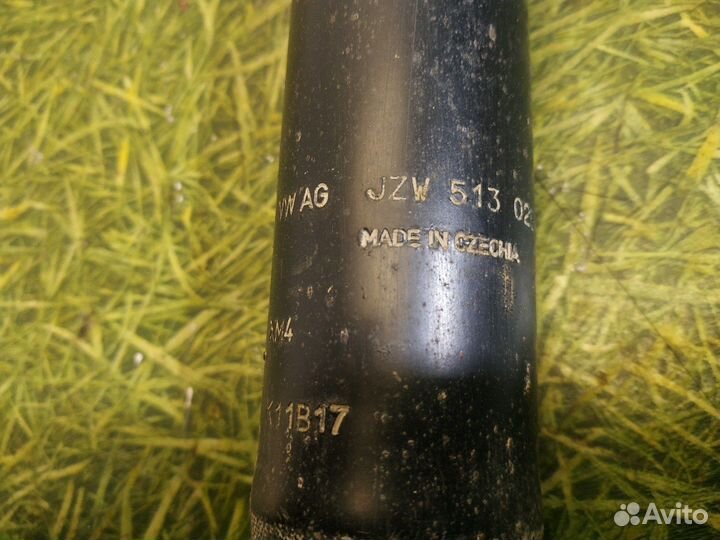 VW AG JZW 513 02
MADE IN CZECHIA
11B17
Avito